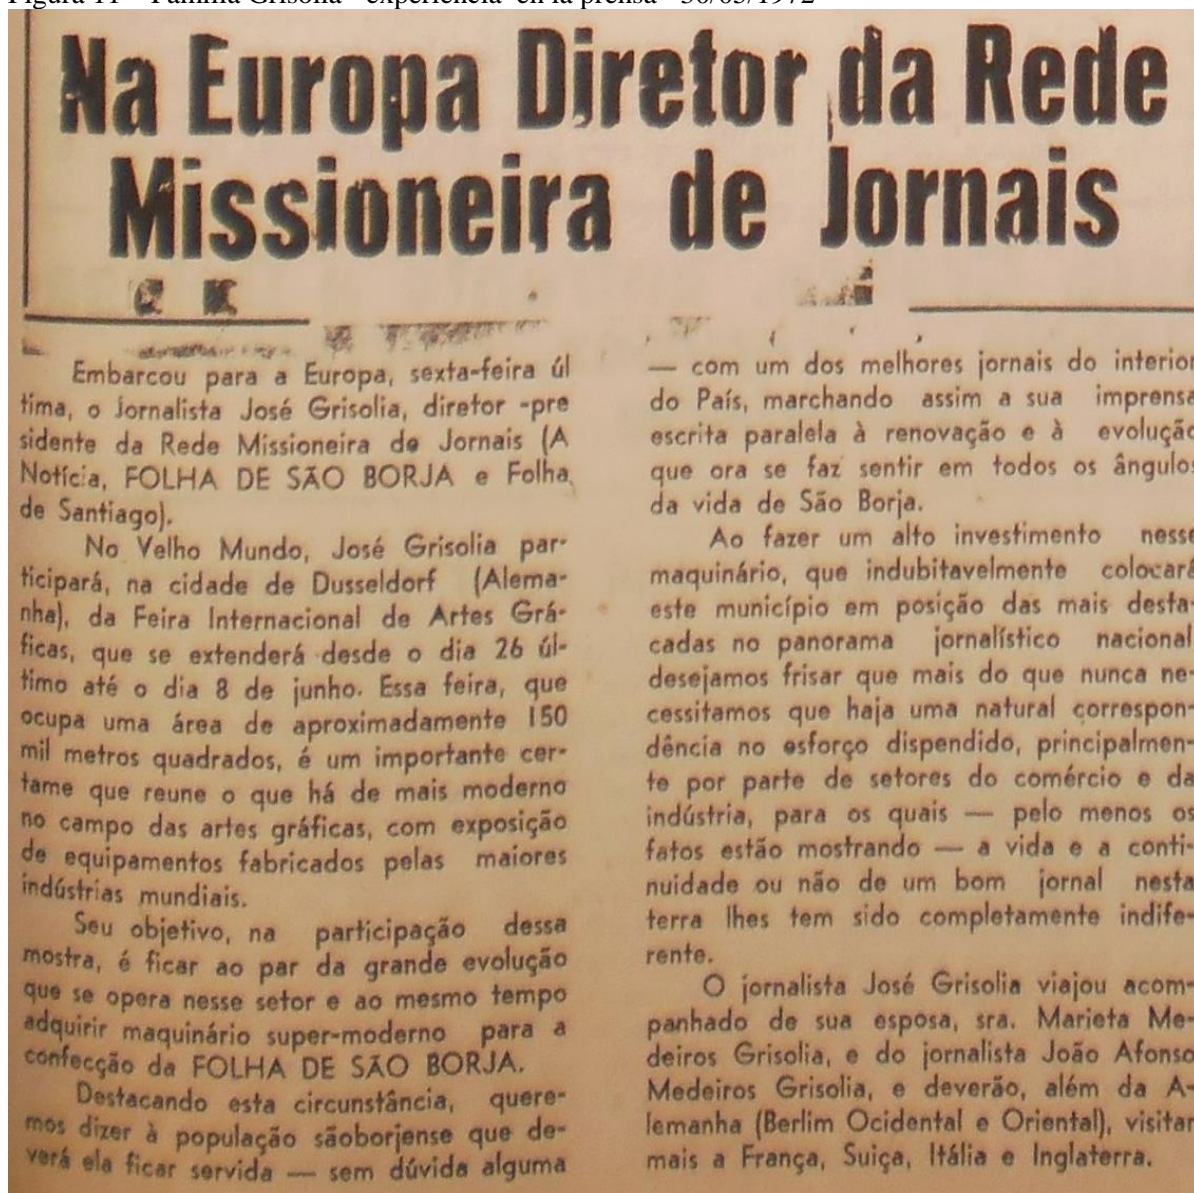 Figura 11 – Familia Grisolia - experiencia en la prensa - 30/05/1972
Na Europa Diretor da Rede
Missioneira de Jornais
Embarcou para a Europa, sexta-feira úl
tima, o jornalista José Grisolia, diretor -pre
sidente da Rede Missioneira de Jornais (A
Notícia, FOLHA DE SÃO BORJA e Folha
de Santiago).
No Velho Mundo, José Grisolia par-
ticipará, na cidade de Dusseldorf (Alema-
nha), da Feira Internacional de Artes Grá-
ficas, que se extenderá desde o dia 26 úl-
timo até o dia 8 de junho. Essa feira, que
ocupa uma área de aproximadamente 150
mil metros quadrados, é um importante cer-
tame que reune o que há de mais moderno
no campo das artes gráficas, com exposição
de equipamentos fabricados pelas maiores
indústrias mundiais.
Seu objetivo, na participação dessa
mostra, é ficar ao par da grande evolução
que se opera nesse setor e ao mesmo tempo
adquirir maquinário super-moderno para a
confecção da FOLHA DE SÃO BORJA.
Destacando esta circunstância, quere-
mos dizer à população sãoborjense que de-
verá ela ficar servida — sem dúvida alguma
— com um dos melhores jornais do interior
do País, marchando assim a sua imprensa
escrita paralela à renovação e à evolução
que ora se faz sentir em todos os ângulos
da vida de São Borja.
Ao fazer um alto investimento nesse
maquinário, que indubitavelmente colocará
este município em posição das mais desta-
cadas no panorama jornalístico nacional
desejamos frisar que mais do que nunca ne-
cessitamos que haja uma natural correspon-
dência no esforço dispendido, principalmen-
te por parte de setores do comércio e da
indústria, para os quais — pelo menos os
fatos estão mostrando — a vida e a conti-
nuidade ou não de um bom jornal nesta
terra lhes tem sido completamente indife-
rente.
O jornalista José Grisolia viajou acom-
panhado de sua esposa, sra. Marieta Me-
deiros Grisolia, e do jornalista João Afonso
Medeiros Grisolia, e deverão, além da A-
lemanha (Berlim Ocidental e Oriental), visitar
mais a França, Suiça, Itália e Inglaterra.